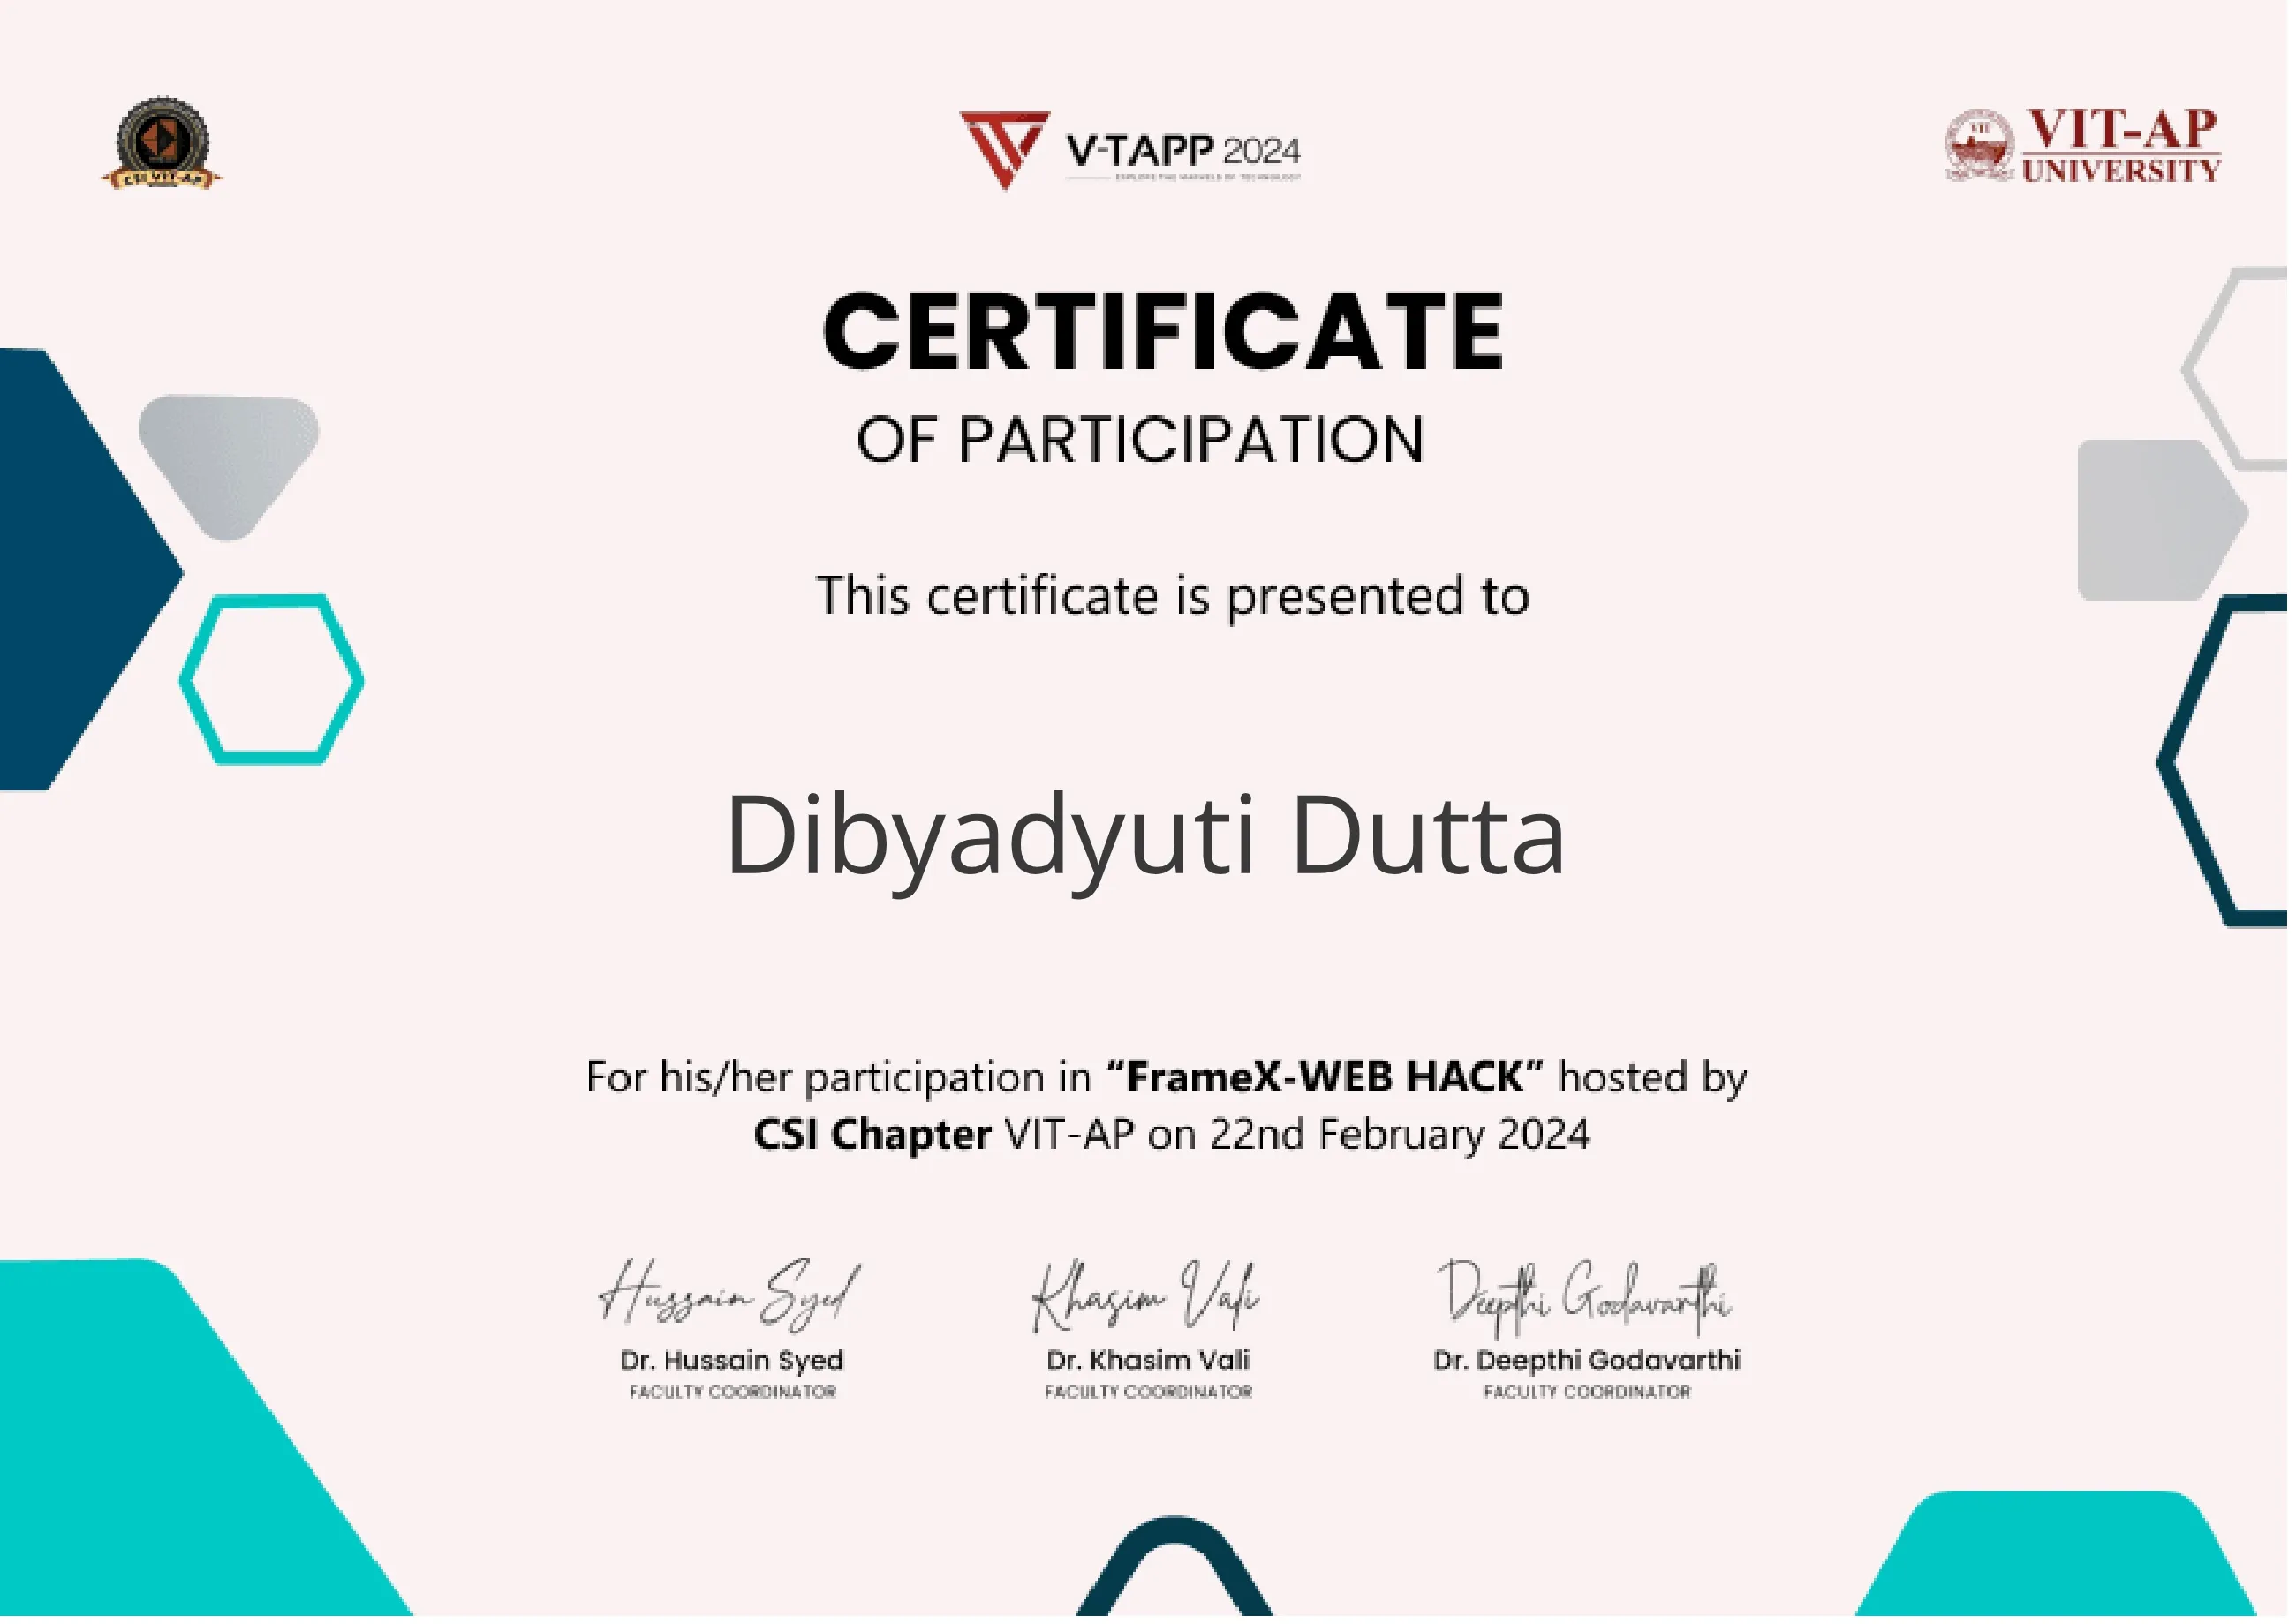 CSI VIT-AP
V-TAPP 2024
EXPLORE THE MARVELS OF TECHNOLOGY
VIT-AP
UNIVERSITY
CERTIFICATE
OF PARTICIPATION
This certificate is presented to
Dibyadyuti Dutta
For his/her participation in “FrameX-WEB HACK” hosted by
CSI Chapter VIT-AP on 22nd February 2024
Hussain Syed Khasim Vali Deepthi Godavarthi
Dr. Hussain Syed Dr. Khasim Vali Dr. Deepthi Godavarthi
FACULTY COORDINATOR FACULTY COORDINATOR FACULTY COORDINATOR